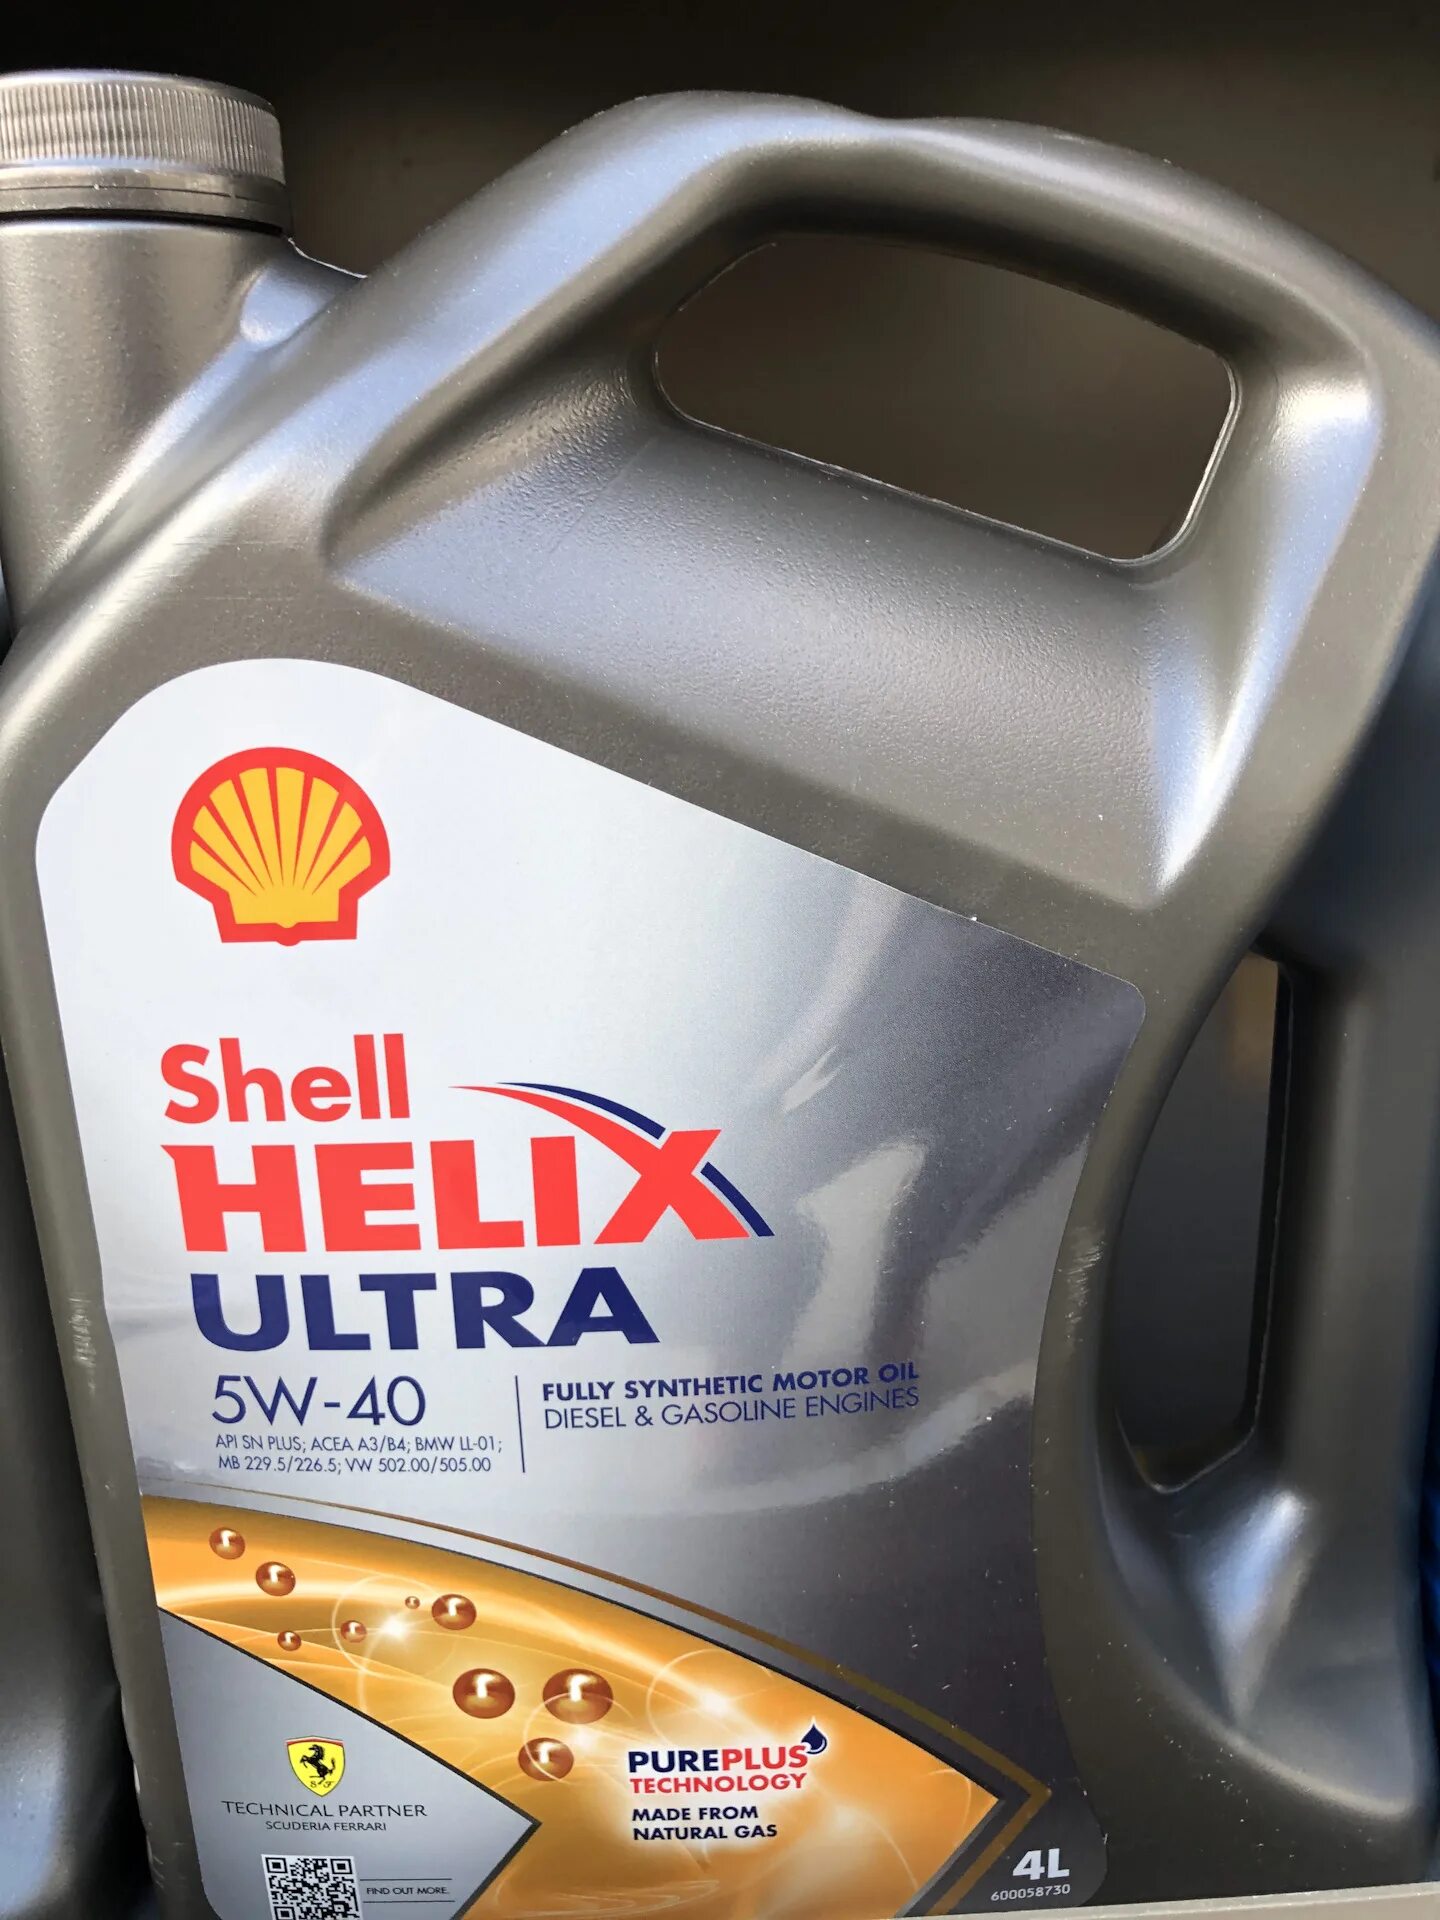 Shell
HELIX
ULTRA
5W-40
API SN PLUS; ACEA A3/B4; BMW LL-01;
MB 229.5/226.5; VW 502.00/505.00
FULLY SYNTHETIC MOTOR OIL
DIESEL & GASOLINE ENGINES
S F
TECHNICAL PARTNER
SCUDERIA FERRARI
FIND OUT MORE.
PUREPLUS
TECHNOLOGY
MADE FROM
NATURAL GAS
4L
600058730